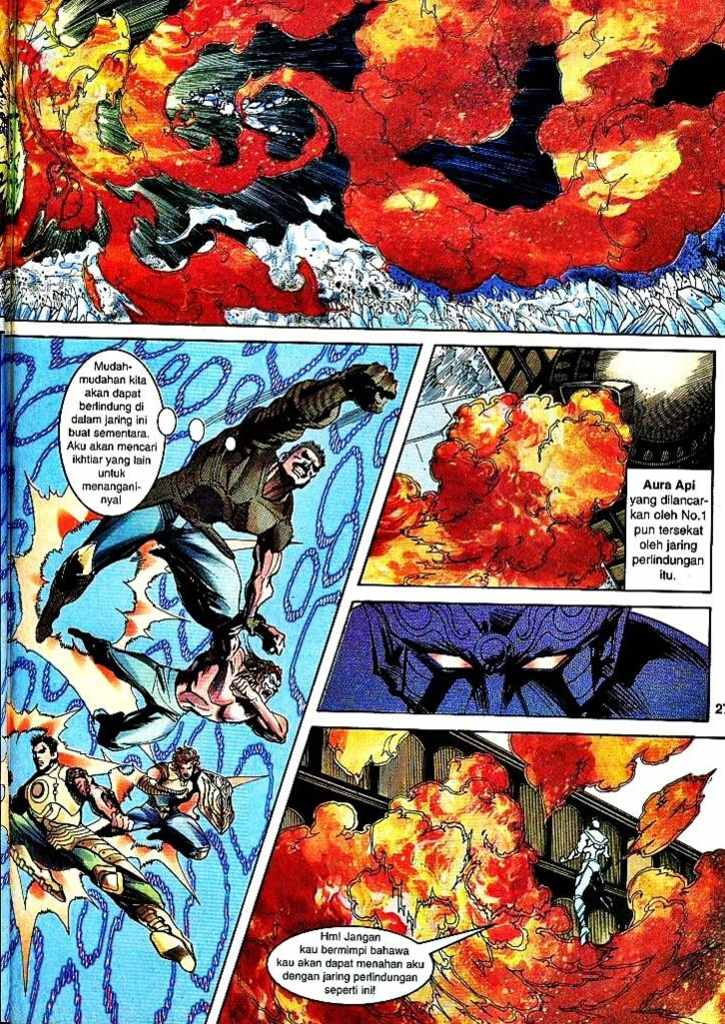 Mudah-
mudahan kita
akan dapat
berlindung di
dalam jaring ini
buat sementara.
Aku akan mencari
ikhtiar yang lain
untuk
menangani-
nya!
Aura Api
yang dilancar-
kan oleh No.1
pun tersekat
oleh jaring
perlindungan
itu.
Hm! Jangan
kau bermimpi bahawa
kau akan dapat menahan aku
dengan jaring perlindungan
seperti ini!